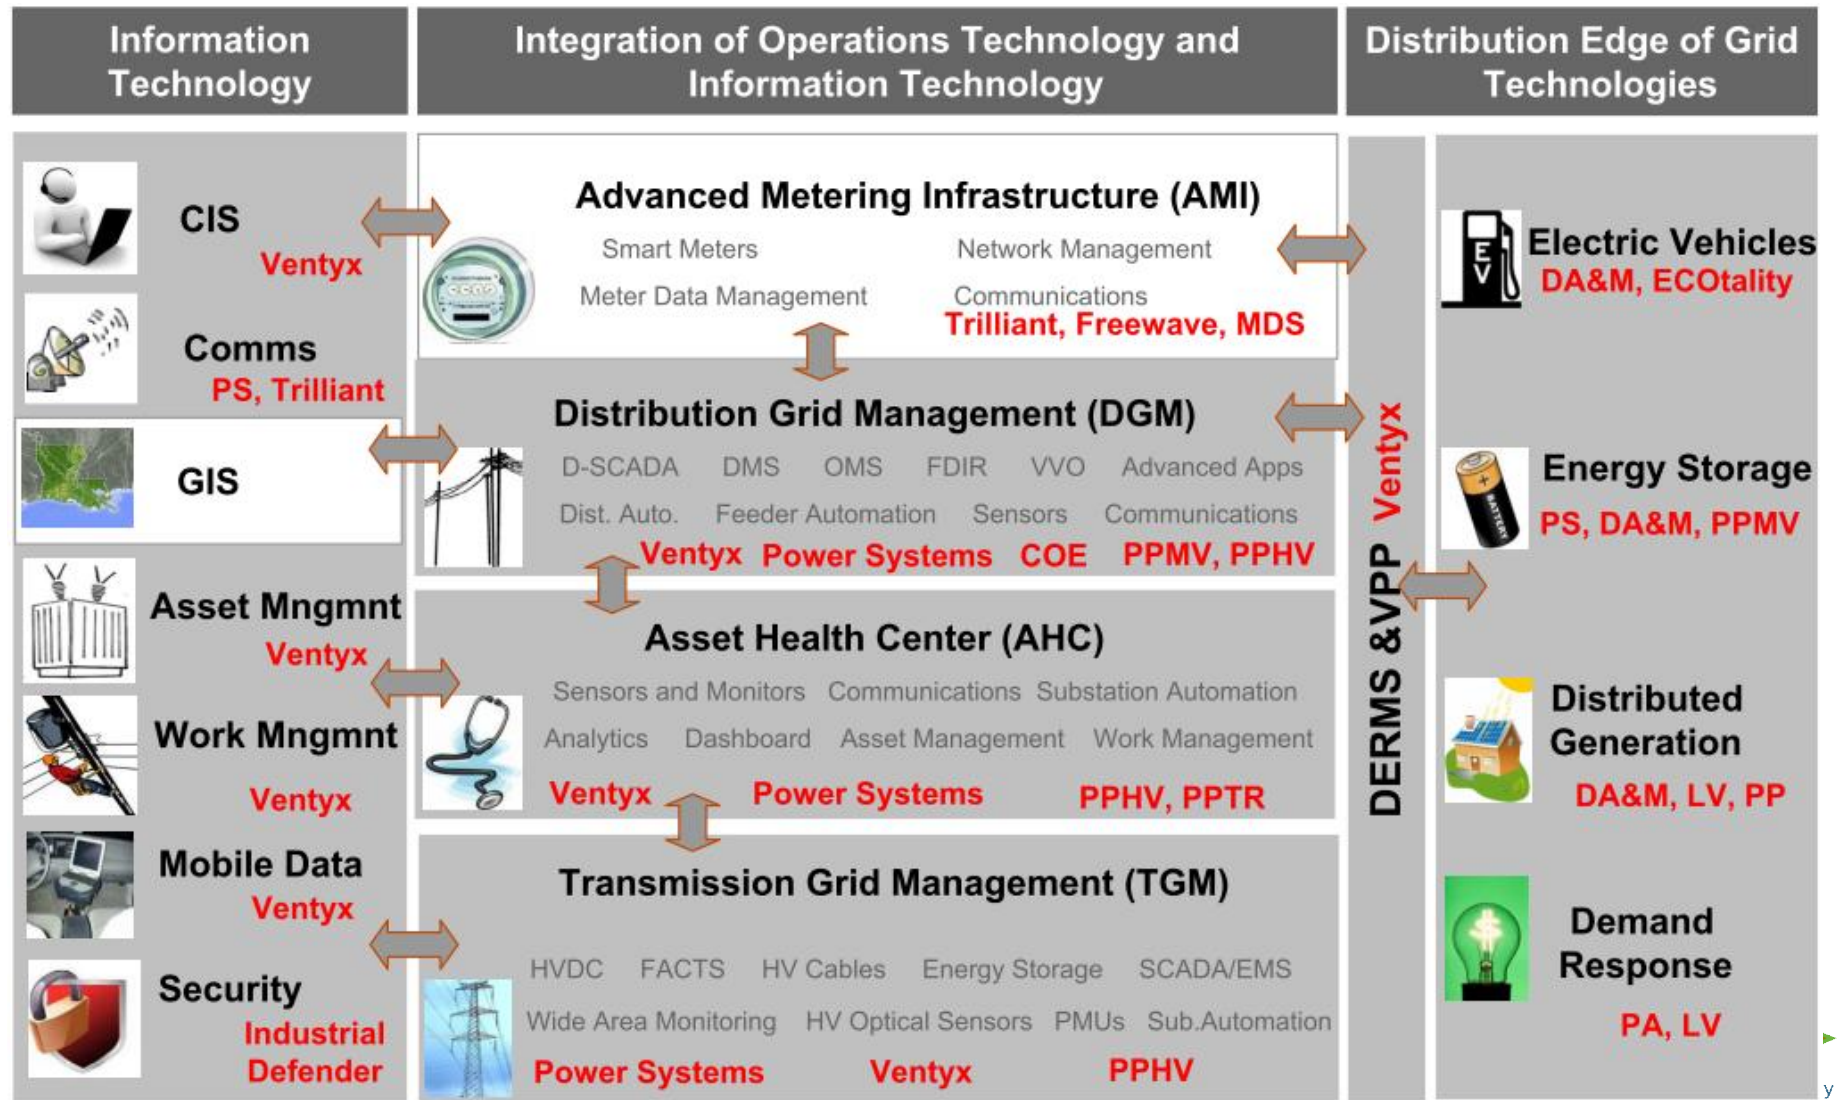 Information
Technology
Integration of Operations Technology and
Information Technology
Distribution Edge of Grid
Technologies
CIS
Ventyx
Comms
PS, Trilliant
GIS
Asset Mngmnt
Ventyx
Work Mngmnt
Ventyx
Mobile Data
Ventyx
Security
Industrial
Defender
Advanced Metering Infrastructure (AMI)
Smart Meters Network Management
Meter Data Management Communications
Trilliant, Freewave, MDS
Distribution Grid Management (DGM)
D-SCADA DMS OMS FDIR VVO Advanced Apps
Dist. Auto. Feeder Automation Sensors Communications
Ventyx Power Systems COE PPMV, PPHV
Asset Health Center (AHC)
Sensors and Monitors Communications Substation Automation
Analytics Dashboard Asset Management Work Management
Ventyx Power Systems PPHV, PPTR
Transmission Grid Management (TGM)
HVDC FACTS HV Cables Energy Storage SCADA/EMS
Wide Area Monitoring HV Optical Sensors PMUs Sub.Automation
Power Systems Ventyx PPHV
DERMS &VPP Ventyx
EV
Electric Vehicles
DA&M, ECOtality
BATTERY
Energy Storage
PS, DA&M, PPMV
Distributed
Generation
DA&M, LV, PP
Demand
Response
PA, LV
y